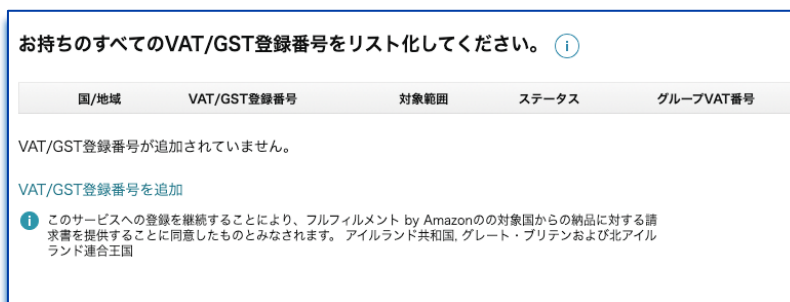 お持ちのすべてのVAT/GST登録番号をリスト化してください。 i
国/地域 VAT/GST登録番号 対象範囲 ステータス グループVAT番号
VAT/GST登録番号が追加されていません。
VAT/GST登録番号を追加
i このサービスへの登録を継続することにより、フルフィルメント by Amazonのの対象国からの納品に対する請
求書を提供することに同意したものとみなされます。 アイルランド共和国, グレート・ブリテンおよび北アイル
ランド連合王国